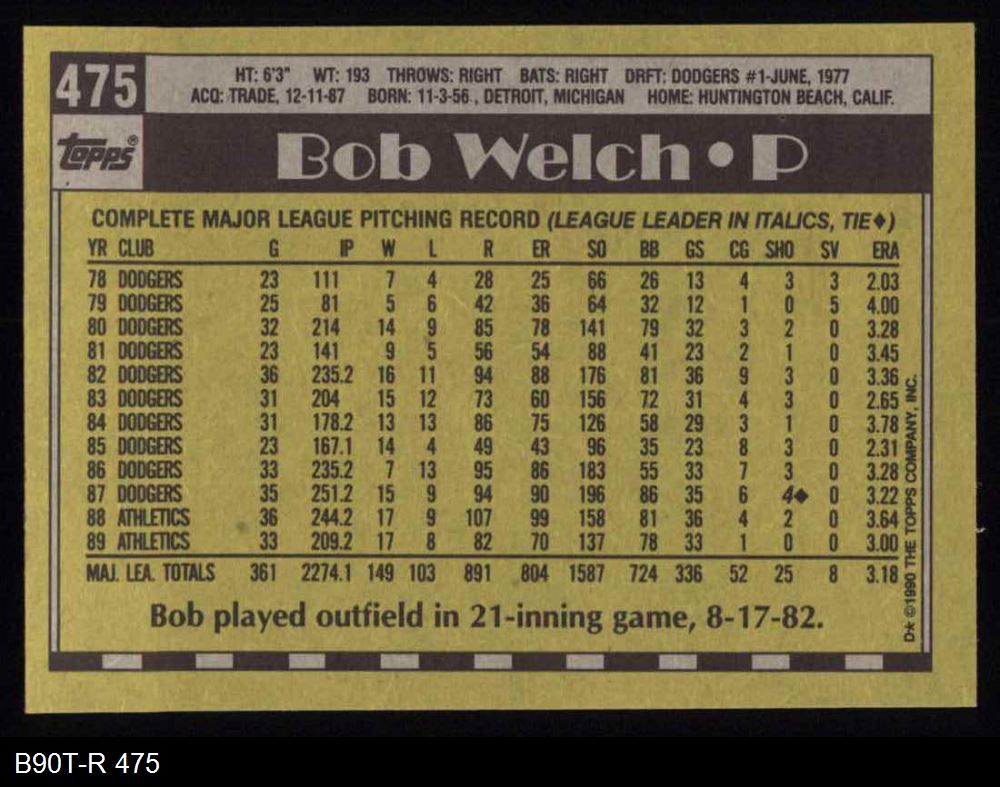 475
HT: 6'3" WT: 193 THROWS: RIGHT BATS: RIGHT DRFT: DODGERS #1-JUNE, 1977
ACQ: TRADE, 12-11-87 BORN: 11-3-56, DETROIT, MICHIGAN HOME: HUNTINGTON BEACH, CALIF.
Topps®
Bob Welch • P
COMPLETE MAJOR LEAGUE PITCHING RECORD (LEAGUE LEADER IN ITALICS, TIE♦)
YR CLUB G IP W L R ER SO BB GS CG SHO SV ERA
78 DODGERS 23 111 7 4 28 25 66 26 13 4 3 3 2.03
79 DODGERS 25 81 5 6 42 36 64 32 12 1 0 5 4.00
80 DODGERS 32 214 14 9 85 78 141 79 32 3 2 0 3.28
81 DODGERS 23 141 9 5 56 54 88 41 23 2 1 0 3.45
82 DODGERS 36 235.2 16 11 94 88 176 81 36 9 3 0 3.36
83 DODGERS 31 204 15 12 73 60 156 72 31 4 3 0 2.65
84 DODGERS 31 178.2 13 13 86 75 126 58 29 3 1 0 3.78
85 DODGERS 23 167.1 14 4 49 43 96 35 23 8 3 0 2.31
86 DODGERS 33 235.2 7 13 95 86 183 55 33 7 3 0 3.28
87 DODGERS 35 251.2 15 9 94 90 196 86 35 6 4♦ 0 3.22
88 ATHLETICS 36 244.2 17 9 107 99 158 81 36 4 2 0 3.64
89 ATHLETICS 33 209.2 17 8 82 70 137 78 33 1 0 0 3.00
MAJ. LEA. TOTALS 361 2274.1 149 103 891 804 1587 724 336 52 25 8 3.18
Bob played outfield in 21-inning game, 8-17-82.
D* ©1990 THE TOPPS COMPANY, INC.
B90T-R 475